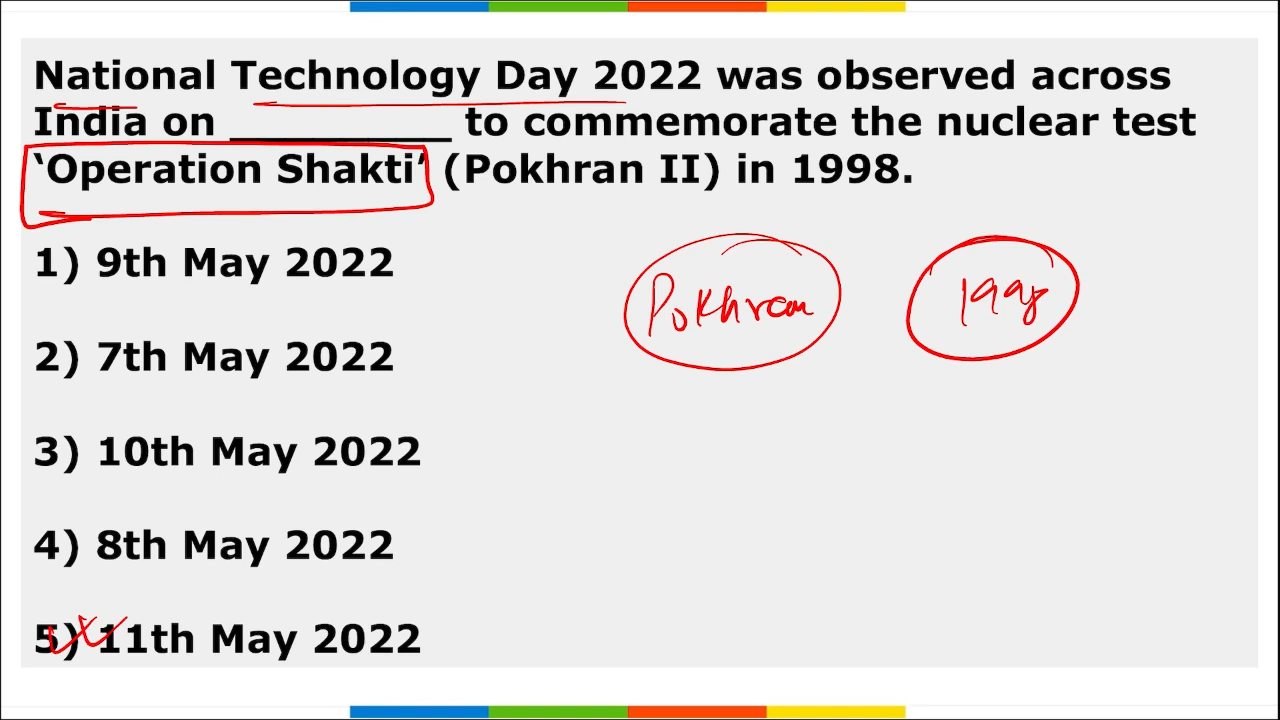 National Technology Day 2022 was observed across
India on ___________ to commemorate the nuclear test
‘Operation Shakti’ (Pokhran II) in 1998.
1) 9th May 2022
Pokhran 1998
2) 7th May 2022
3) 10th May 2022
4) 8th May 2022
5) 11th May 2022